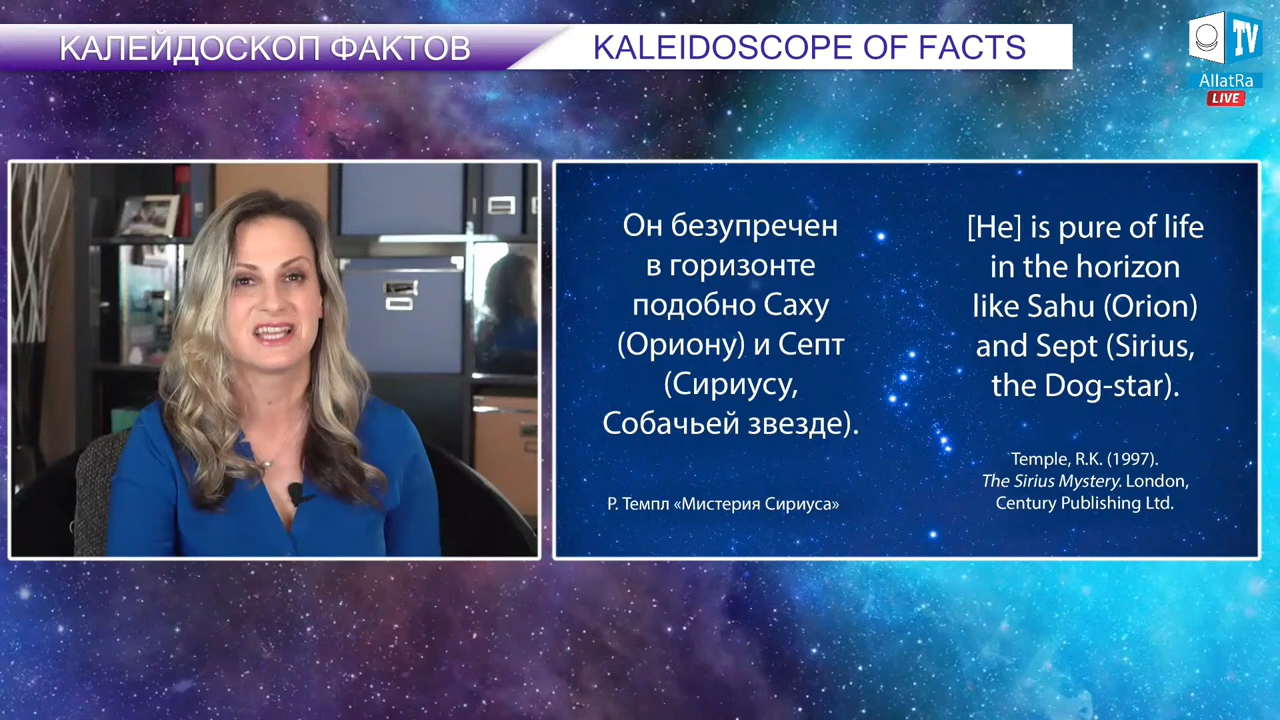 КАЛЕЙДОСКОП ФАКТОВ
KALEIDOSCOPE OF FACTS
TV
AllatRa
LIVE
Он безупречен
в горизонте
подобно Саху
(Ориону) и Септ
(Сириусу,
Собачьей звезде).
Р. Темпл «Мистерия Сириуса»
[He] is pure of life
in the horizon
like Sahu (Orion)
and Sept (Sirius,
the Dog-star).
Temple, R.K. (1997).
The Sirius Mystery. London,
Century Publishing Ltd.